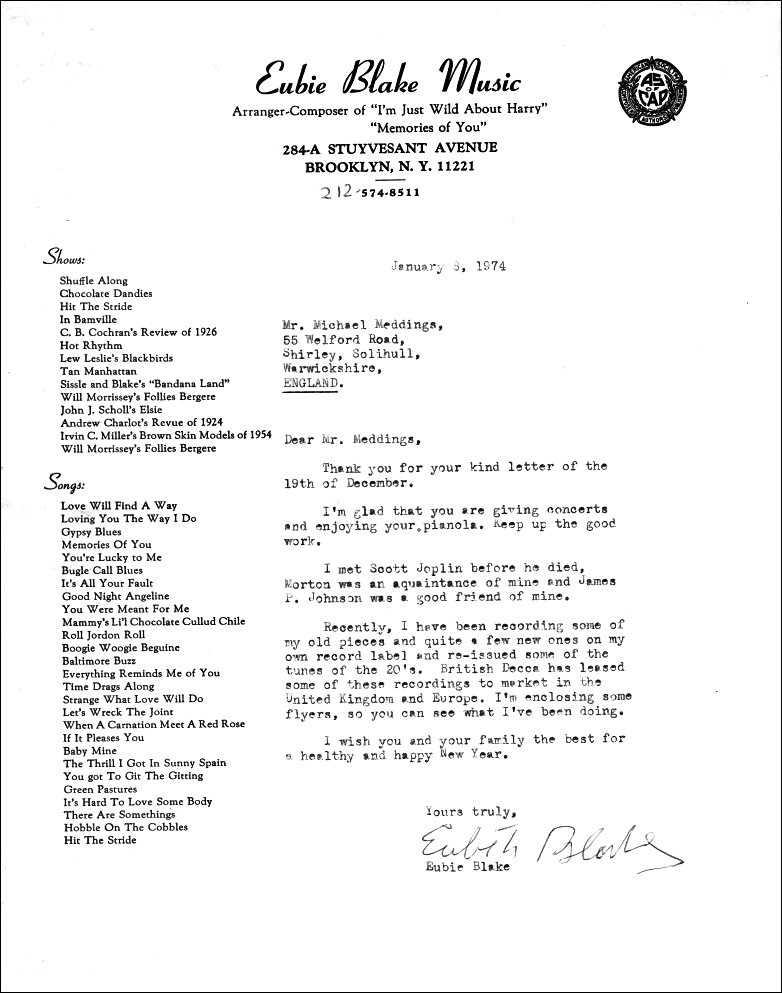 Eubie Blake Music
Arranger-Composer of "I'm Just Wild About Harry"
"Memories of You"
284-A STUYVESANT AVENUE
BROOKLYN, N. Y. 11221
212-574-8511
AS
OF
CAP
Shows:
Shuffle Along
Chocolate Dandies
Hit The Stride
In Bamville
C. B. Cochran's Review of 1926
Hot Rhythm
Lew Leslie's Blackbirds
Tan Manhattan
Sissle and Blake's "Bandana Land"
Will Morrissey's Follies Bergere
John J. Scholl's Elsie
Andrew Charlot's Revue of 1924
Irvin C. Miller's Brown Skin Models of 1954
Will Morrissey's Follies Bergere
Songs:
Love Will Find A Way
Loving You The Way I Do
Gypsy Blues
Memories Of You
You're Lucky to Me
Bugle Call Blues
It's All Your Fault
Good Night Angeline
You Were Meant For Me
Mammy's Li'l Chocolate Cullud Chile
Roll Jordon Roll
Boogie Woogie Beguine
Baltimore Buzz
Everything Reminds Me of You
Time Drags Along
Strange What Love Will Do
Let's Wreck The Joint
When A Carnation Meet A Red Rose
If It Pleases You
Baby Mine
The Thrill I Got In Sunny Spain
You got To Git The Gitting
Green Pastures
It's Hard To Love Some Body
There Are Somethings
Hobble On The Cobbles
Hit The Stride
January 8, 1974
Mr. Michael Meddings,
55 Welford Road,
Shirley, Solihull,
Warwickshire,
ENGLAND.
Dear Mr. Meddings,
Thank you for your kind letter of the
19th of December.
I'm glad that you are giving concerts
and enjoying your pianola. Keep up the good
work.
I met Scott Joplin before he died,
Morton was an aquaintance of mine and James
P. Johnson was a good friend of mine.
Recently, I have been recording some of
my old pieces and quite a few new ones on my
own record label and re-issued some of the
tunes of the 20's. British Decca has leased
some of these recordings to market in the
United Kingdom and Europe. I'm enclosing some
flyers, so you can see what I've been doing.
I wish you and your family the best for
a healthy and happy New Year.
Yours truly,
Eubie Blake
Eubie Blake